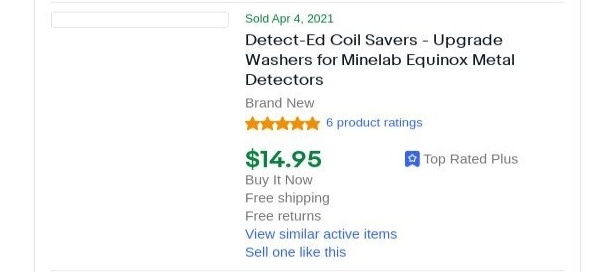 Sold Apr 4, 2021
Detect-Ed Coil Savers - Upgrade
Washers for Minelab Equinox Metal
Detectors
Brand New
6 product ratings
$14.95
Top Rated Plus
Buy It Now
Free shipping
Free returns
View similar active items
Sell one like this